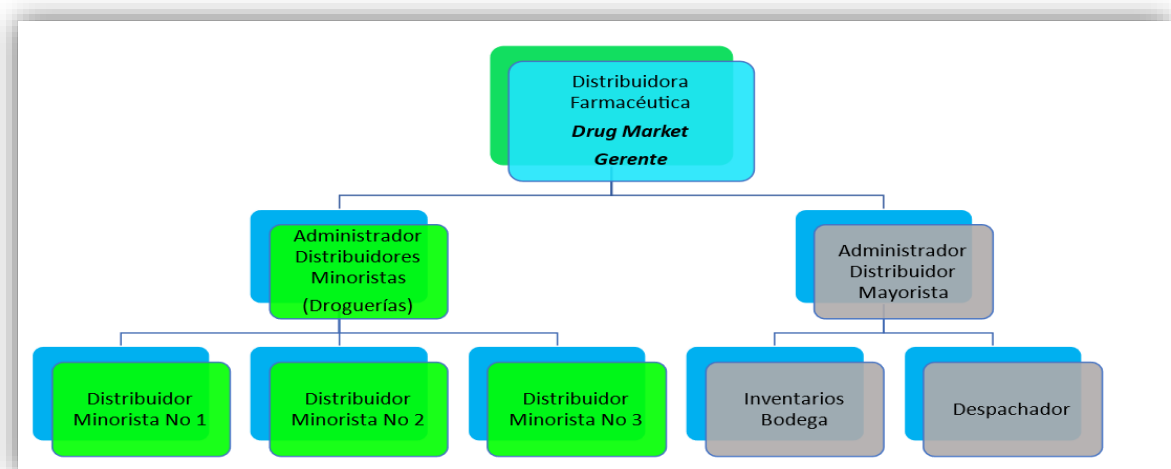 Distribuidora
Farmacéutica
Drug Market
Gerente
Administrador
Distribuidores
Minoristas
(Droguerías)
Administrador
Distribuidor
Mayorista
Distribuidor
Minorista No 1
Distribuidor
Minorista No 2
Distribuidor
Minorista No 3
Inventarios
Bodega
Despachador